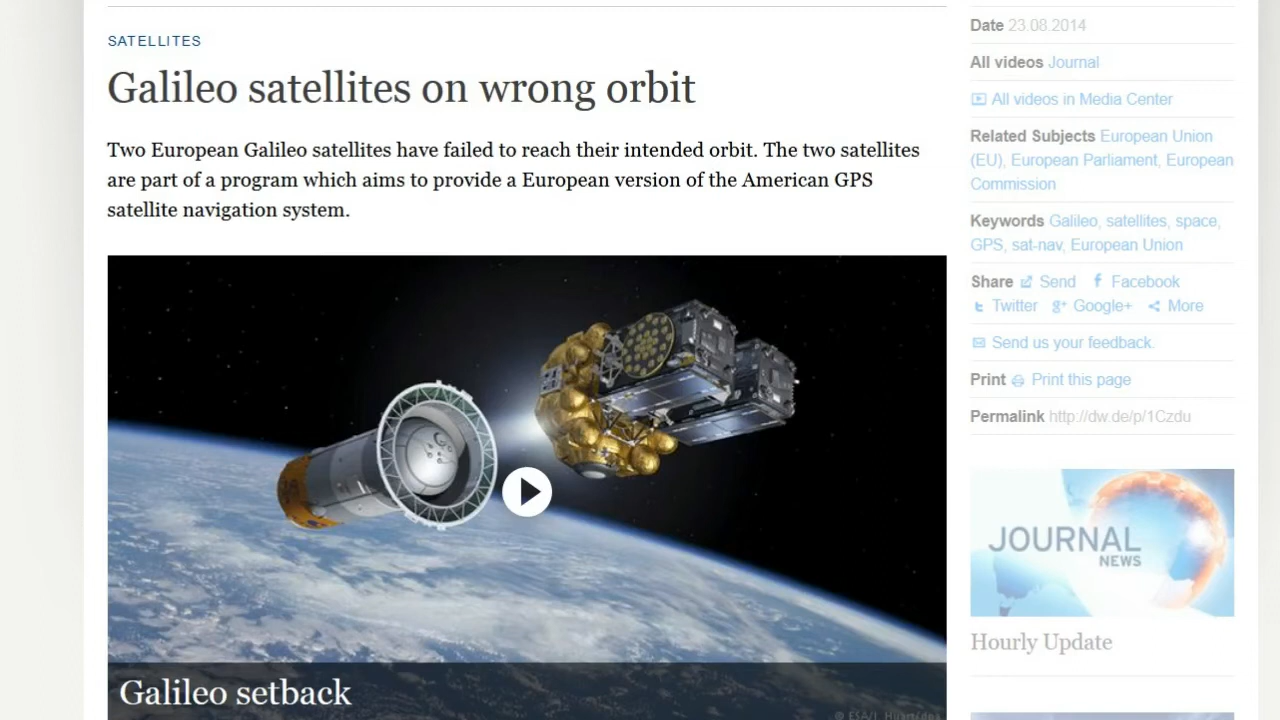 SATELLITES
Galileo satellites on wrong orbit
Two European Galileo satellites have failed to reach their intended orbit. The two satellites
are part of a program which aims to provide a European version of the American GPS
satellite navigation system.
Galileo setback
Date 23.08.2014
All videos Journal
All videos in Media Center
Related Subjects European Union
(EU), European Parliament, European
Commission
Keywords Galileo, satellites, space,
GPS, sat-nav, European Union
Share Send Facebook
Twitter Google+ More
Send us your feedback.
Print Print this page
Permalink http://dw.de/p/1Czdu
JOURNAL
NEWS
Hourly Update